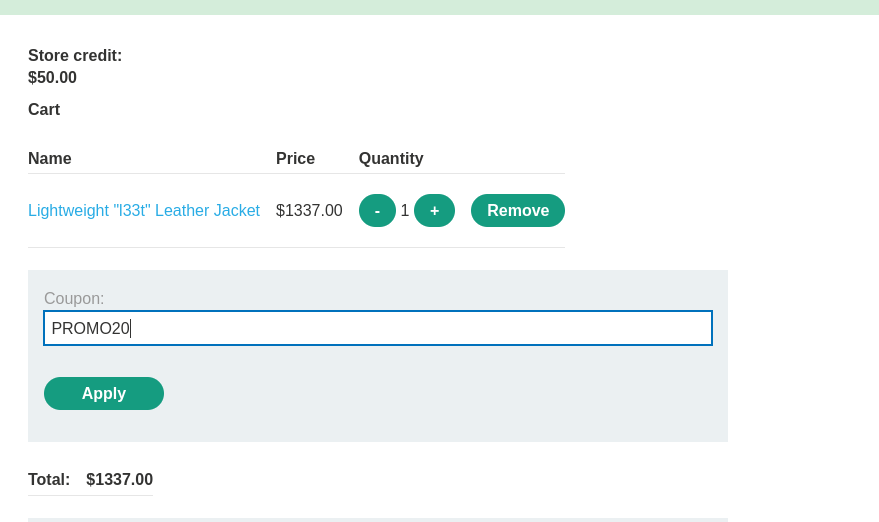 Store credit:
$50.00
Cart
Name Price Quantity
Lightweight "l33t" Leather Jacket $1337.00 - 1 + Remove
Coupon:
PROMO20
Apply
Total: $1337.00